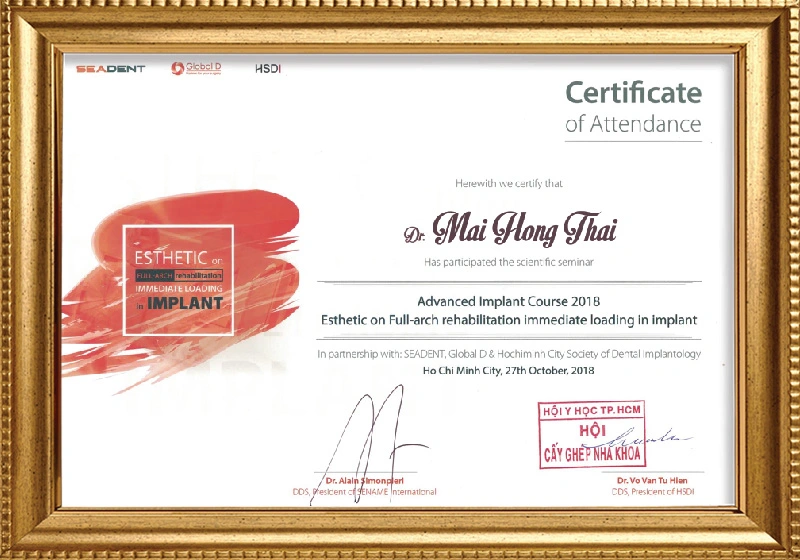 SEADENT
Global D
HSDI
Certificate
of Attendance
Herewith we certify that
Dr. Mai Hong Thai
Has participated the scientific seminar
ESTHETIC on
FULL-ARCH rehabilitation
IMMEDIATE LOADING
in IMPLANT
Advanced Implant Course 2018
Esthetic on Full-arch rehabilitation immediate loading in implant
In partnership with: SEADENT, Global D & Hochiminh City Society of Dental Implantology
Ho Chi Minh City, 27th October, 2018
HỘI Y HỌC TP. HCM
HỘI
CẤY GHÉP NHA KHOA
Dr. Alain Simonpieri
DDS, President of SENAME International
Dr. Vo Van Tu Hien
DDS, President of HSDI